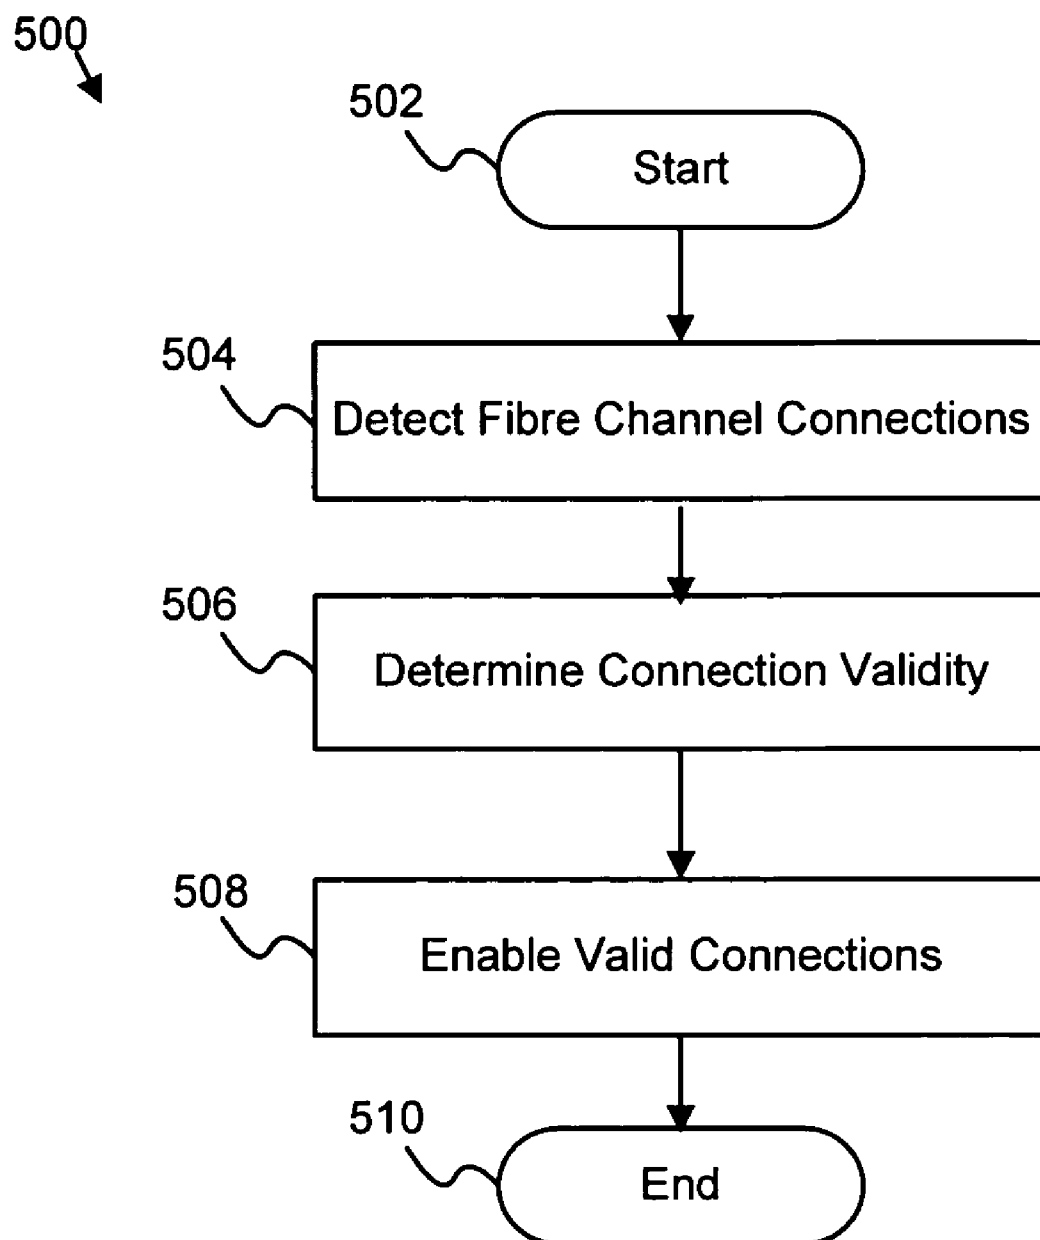 500
502
Start
504
Detect Fibre Channel Connections
506
Determine Connection Validity
508
Enable Valid Connections
510
End